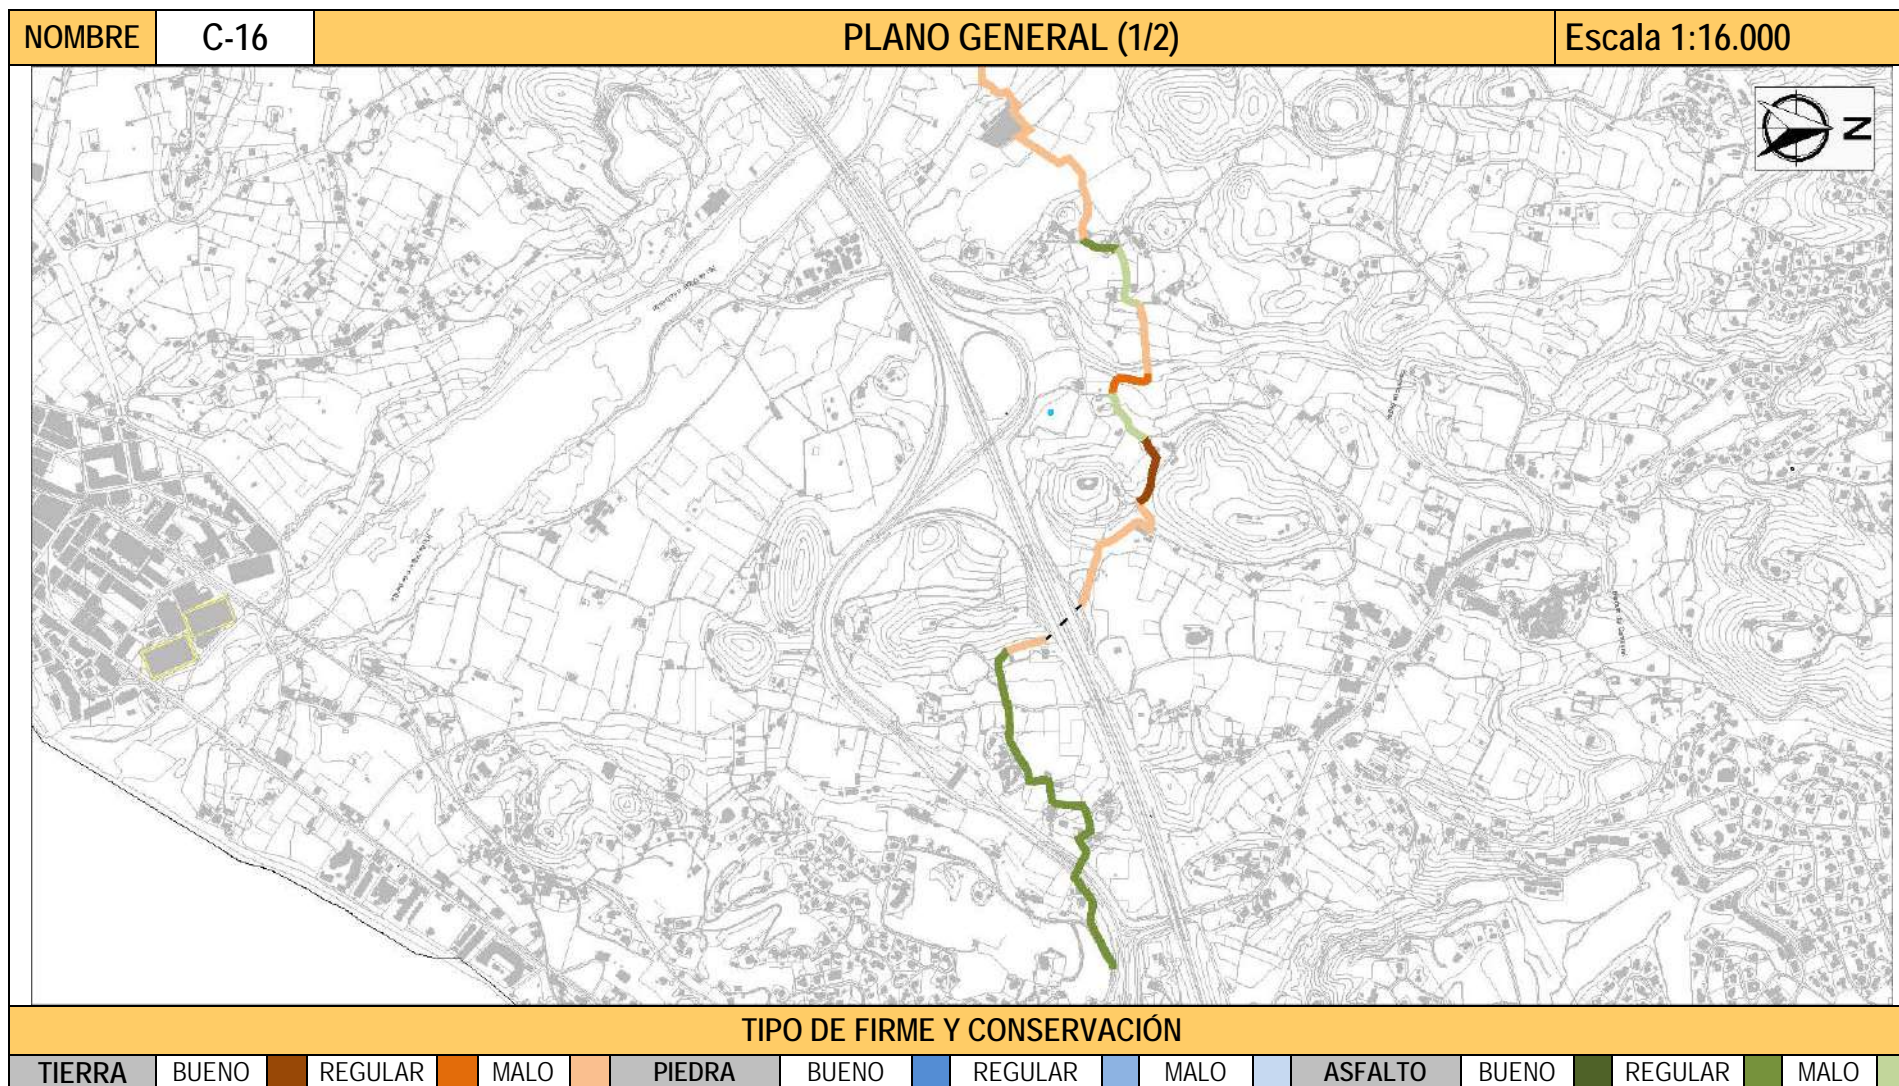 NOMBRE C-16 PLANO GENERAL (1/2) Escala 1:16.000
N
TIPO DE FIRME Y CONSERVACIÓN
TIERRA BUENO REGULAR MALO PIEDRA BUENO REGULAR MALO ASFALTO BUENO REGULAR MALO